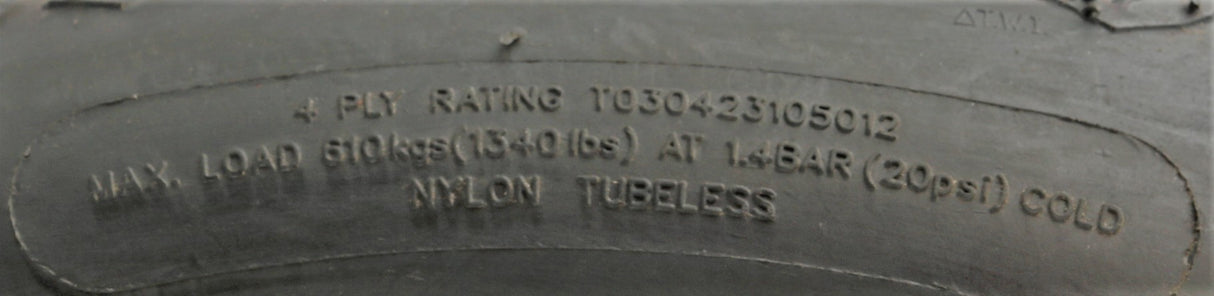 △T.W.I.
4 PLY RATING T030423105012
MAX. LOAD 610kgs(1340lbs) AT 1.4BAR (20psi) COLD
NYLON TUBELESS